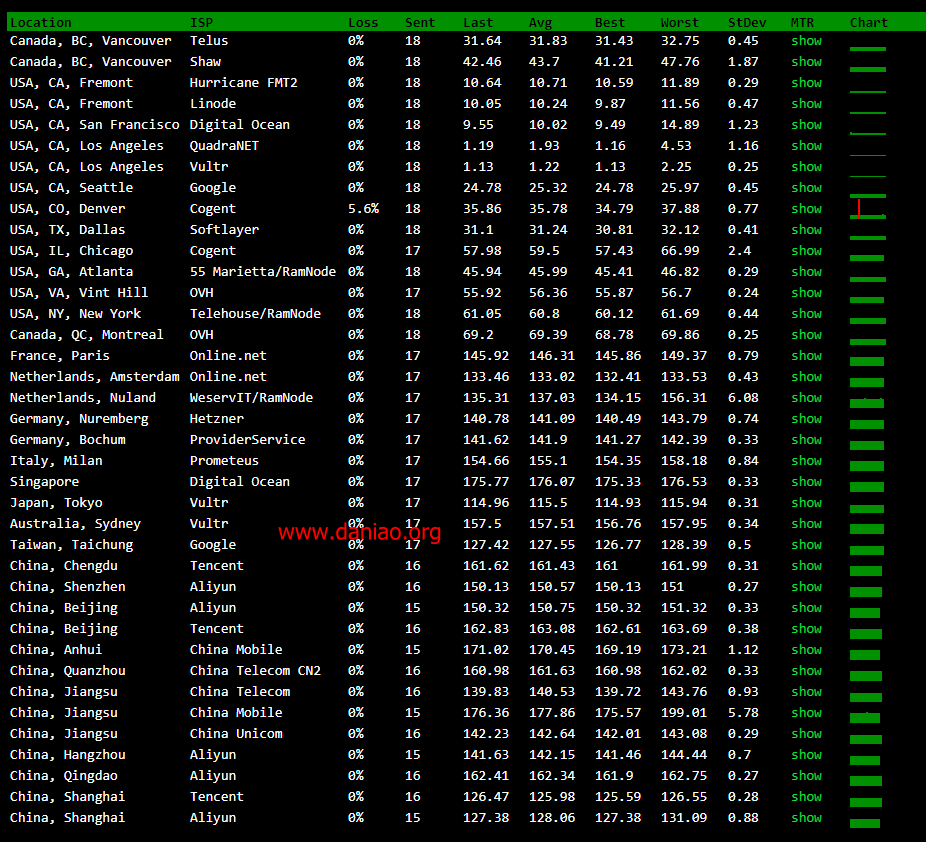 Location ISP Loss Sent Last Avg Best Worst StDev MTR Chart
Canada, BC, Vancouver Telus 0% 18 31.64 31.83 31.43 32.75 0.45 show
Canada, BC, Vancouver Shaw 0% 18 42.46 43.7 41.21 47.76 1.87 show
USA, CA, Fremont Hurricane FMT2 0% 18 10.64 10.71 10.59 11.89 0.29 show
USA, CA, Fremont Linode 0% 18 10.05 10.24 9.87 11.56 0.47 show
USA, CA, San Francisco Digital Ocean 0% 18 9.55 10.02 9.49 14.89 1.23 show
USA, CA, Los Angeles QuadraNET 0% 18 1.19 1.93 1.16 4.53 1.16 show
USA, CA, Los Angeles Vultr 0% 18 1.13 1.22 1.13 2.25 0.25 show
USA, CA, Seattle Google 0% 18 24.78 25.32 24.78 25.97 0.45 show
USA, CO, Denver Cogent 5.6% 18 35.86 35.78 34.79 37.88 0.77 show
USA, TX, Dallas Softlayer 0% 18 31.1 31.24 30.81 32.12 0.41 show
USA, IL, Chicago Cogent 0% 17 57.98 59.5 57.43 66.99 2.4 show
USA, GA, Atlanta 55 Marietta/RamNode 0% 18 45.94 45.99 45.41 46.82 0.29 show
USA, VA, Vint Hill OVH 0% 17 55.92 56.36 55.87 56.7 0.24 show
USA, NY, New York Telehouse/RamNode 0% 18 61.05 60.8 60.12 61.69 0.44 show
Canada, QC, Montreal OVH 0% 18 69.2 69.39 68.78 69.86 0.25 show
France, Paris Online.net 0% 17 145.92 146.31 145.86 149.37 0.79 show
Netherlands, Amsterdam Online.net 0% 17 133.46 133.02 132.41 133.53 0.43 show
Netherlands, Nuland WeservIT/RamNode 0% 17 135.31 137.03 134.15 156.31 6.08 show
Germany, Nuremberg Hetzner 0% 17 140.78 141.09 140.49 143.79 0.74 show
Germany, Bochum ProviderService 0% 17 141.62 141.9 141.27 142.39 0.33 show
Italy, Milan Prometeus 0% 17 154.66 155.1 154.35 158.18 0.84 show
Singapore Digital Ocean 0% 17 175.77 176.07 175.33 176.53 0.33 show
Japan, Tokyo Vultr 0% 17 114.96 115.5 114.93 115.94 0.31 show
Australia, Sydney Vultr 0% 17 157.5 157.51 156.76 157.95 0.34 show
www.daniao.org
Taiwan, Taichung Google 0% 17 127.42 127.55 126.77 128.39 0.5 show
China, Chengdu Tencent 0% 16 161.62 161.43 161 161.99 0.31 show
China, Shenzhen Aliyun 0% 16 150.13 150.57 150.13 151 0.27 show
China, Beijing Aliyun 0% 15 150.32 150.75 150.32 151.32 0.33 show
China, Beijing Tencent 0% 16 162.83 163.08 162.61 163.69 0.38 show
China, Anhui China Mobile 0% 15 171.02 170.45 169.19 173.21 1.12 show
China, Quanzhou China Telecom CN2 0% 16 160.98 161.63 160.98 162.02 0.33 show
China, Jiangsu China Telecom 0% 16 139.83 140.53 139.72 143.76 0.93 show
China, Jiangsu China Mobile 0% 15 176.36 177.86 175.57 199.01 5.78 show
China, Jiangsu China Unicom 0% 16 142.23 142.64 142.01 143.08 0.29 show
China, Hangzhou Aliyun 0% 15 141.63 142.15 141.46 144.44 0.7 show
China, Qingdao Aliyun 0% 16 162.41 162.34 161.9 162.75 0.27 show
China, Shanghai Tencent 0% 16 126.47 125.98 125.59 126.55 0.28 show
China, Shanghai Aliyun 0% 15 127.38 128.06 127.38 131.09 0.88 show